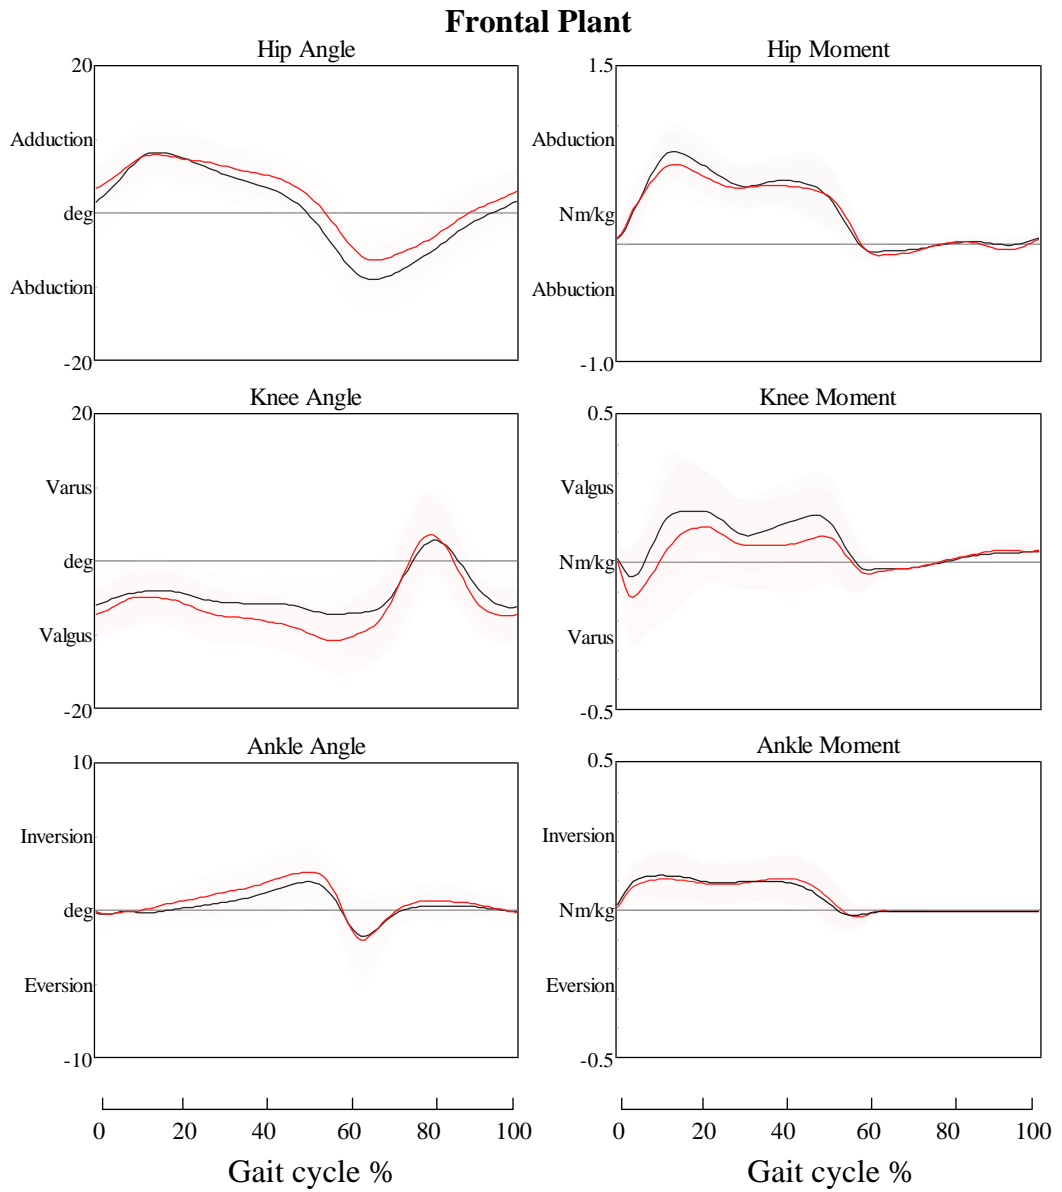 Frontal Plant
Hip Angle
20
Adduction
deg
Abduction
-20
Hip Moment
1.5
Abduction
Nm/kg
Abbuction
-1.0
Knee Angle
20
Varus
deg
Valgus
-20
Knee Moment
0.5
Valgus
Nm/kg
Varus
-0.5
Ankle Angle
10
Inversion
deg
Eversion
-10
Ankle Moment
0.5
Inversion
Nm/kg
Eversion
-0.5
0 20 40 60 80 100
Gait cycle %
0 20 40 60 80 100
Gait cycle %